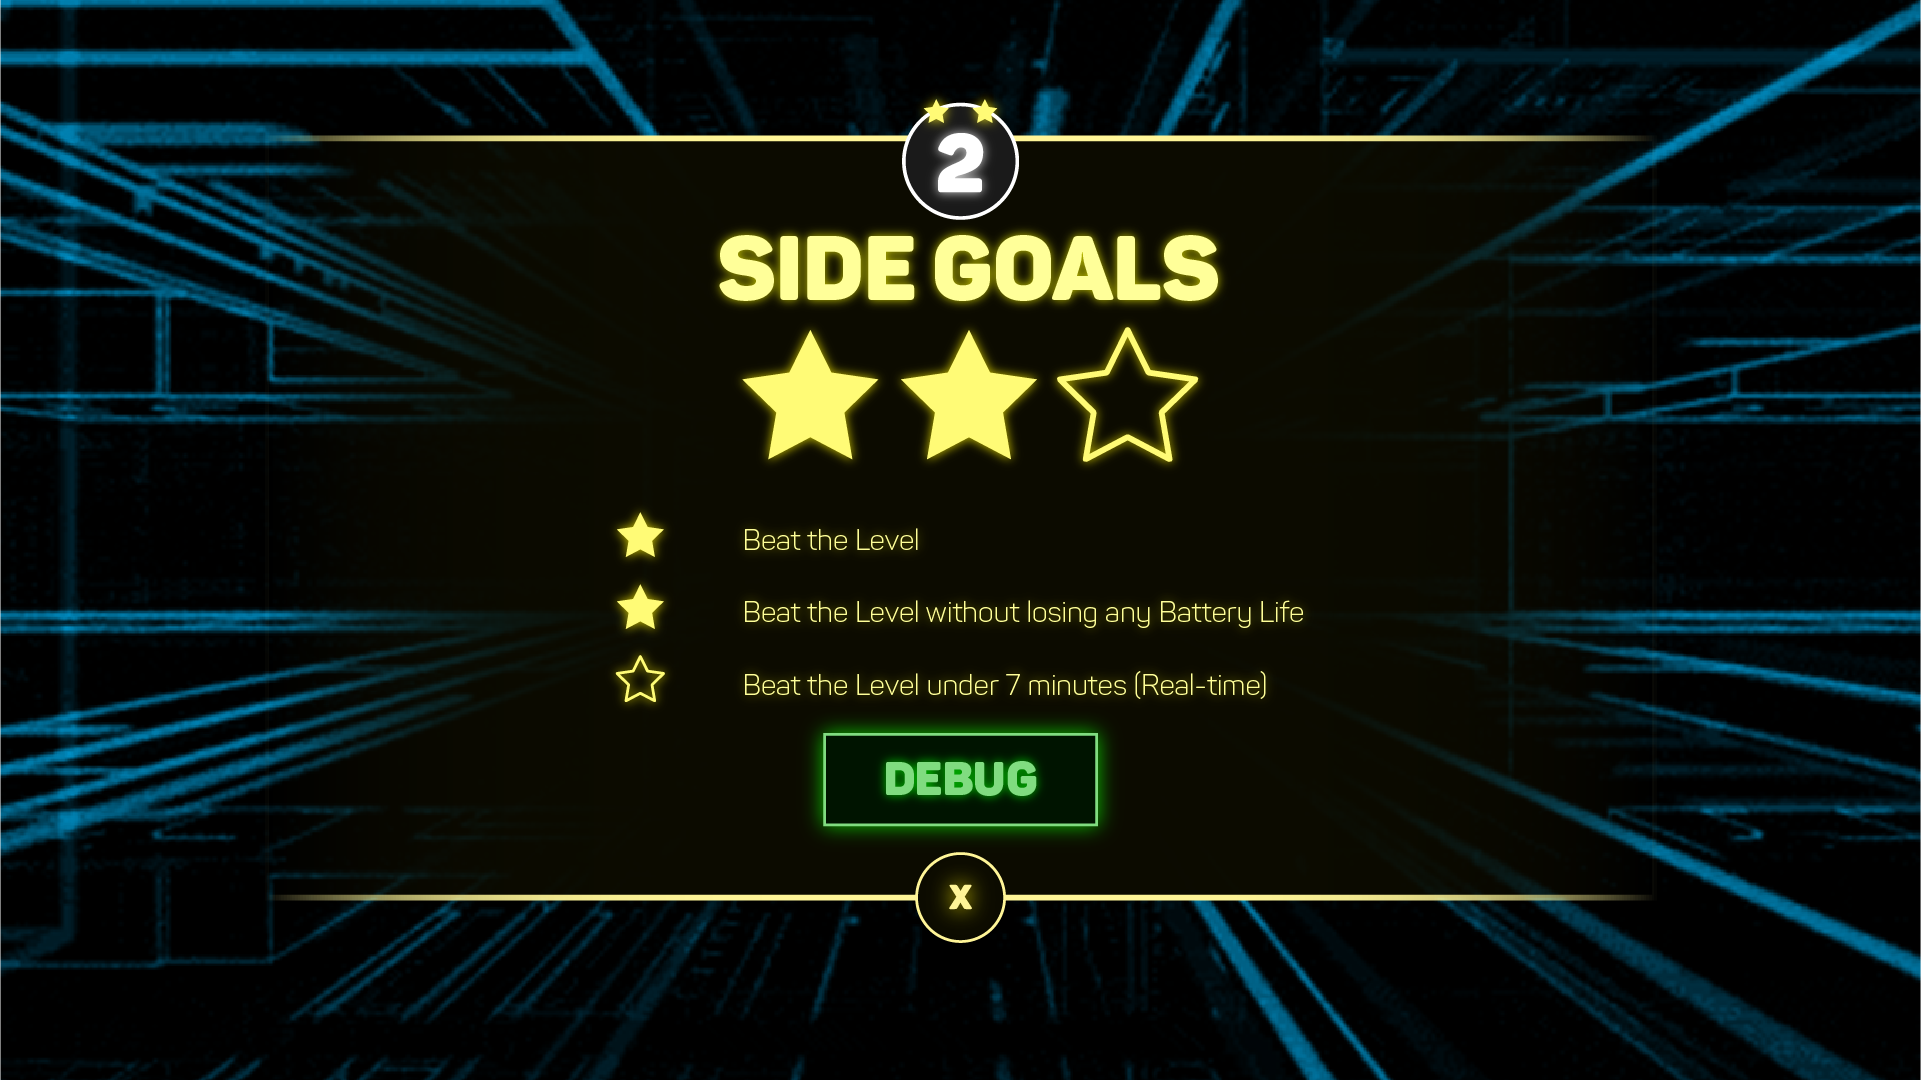 2
SIDE GOALS
Beat the Level
Beat the Level without losing any Battery Life
Beat the Level under 7 minutes (Real-time)
DEBUG
X